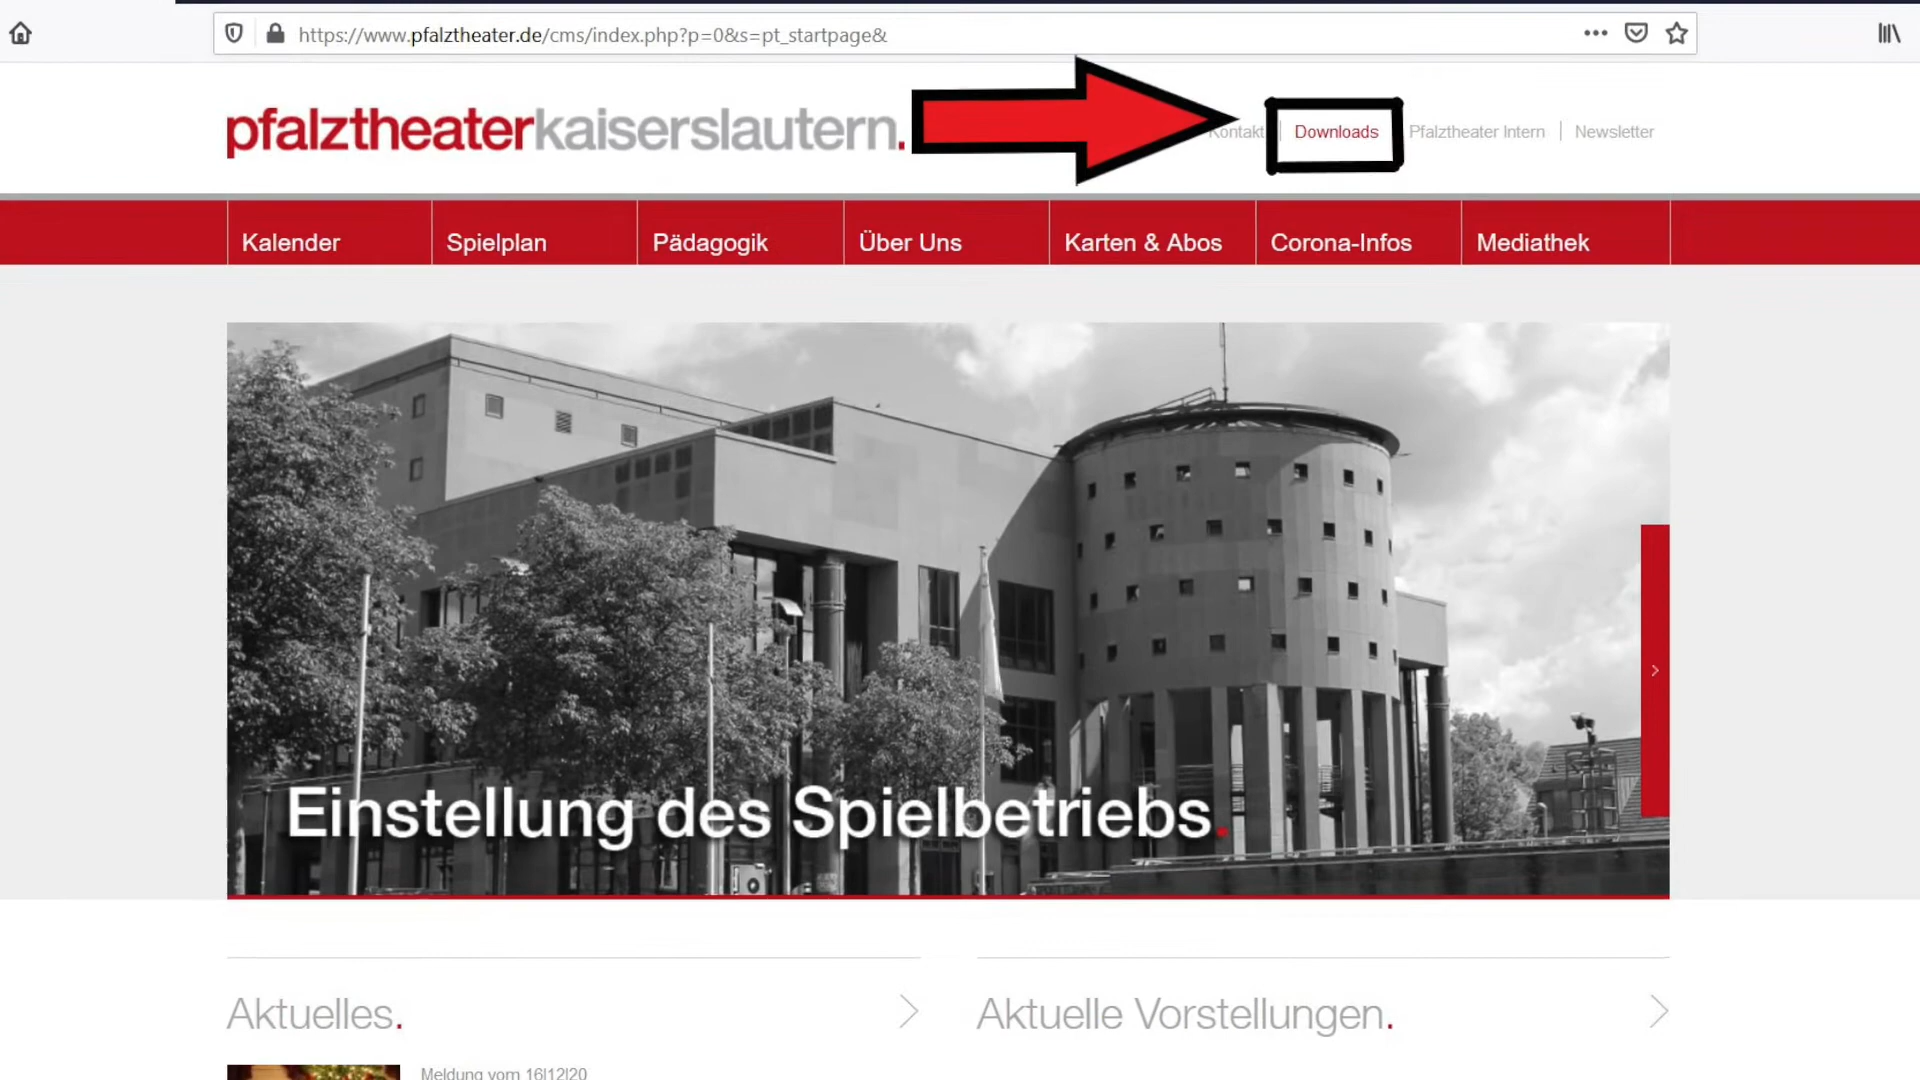 https://www.pfalztheater.de/cms/index.php?p=0&s=pt_startpage&
pfalztheaterkaiserslautern.
Kontakt | Downloads Pfalztheater Intern | Newsletter
Kalender Spielplan Pädagogik Über Uns Karten & Abos Corona-Infos Mediathek
Einstellung des Spielbetriebs.
Aktuelles. Aktuelle Vorstellungen.
Meldung vom 16|12|20